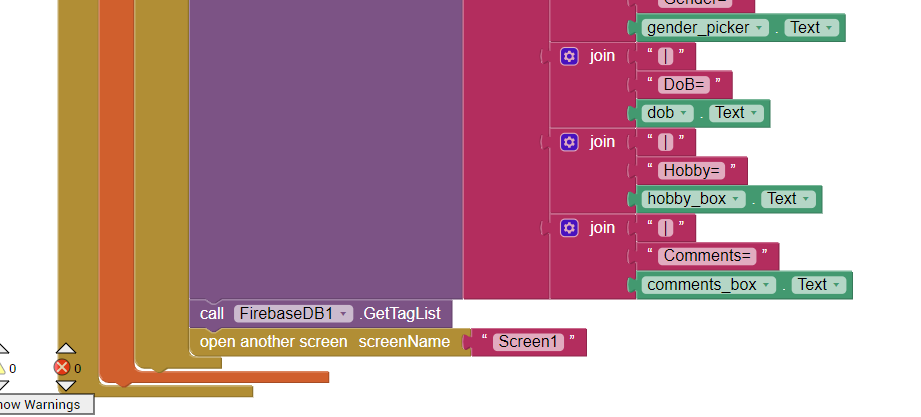 “ Gender= ”
gender_picker . Text
join “ | ”
“ DoB= ”
dob . Text
join “ | ”
“ Hobby= ”
hobby_box . Text
join “ | ”
“ Comments= ”
comments_box . Text
call FirebaseDB1 .GetTagList
open another screen screenName “ Screen1 ”
0 0
how Warnings